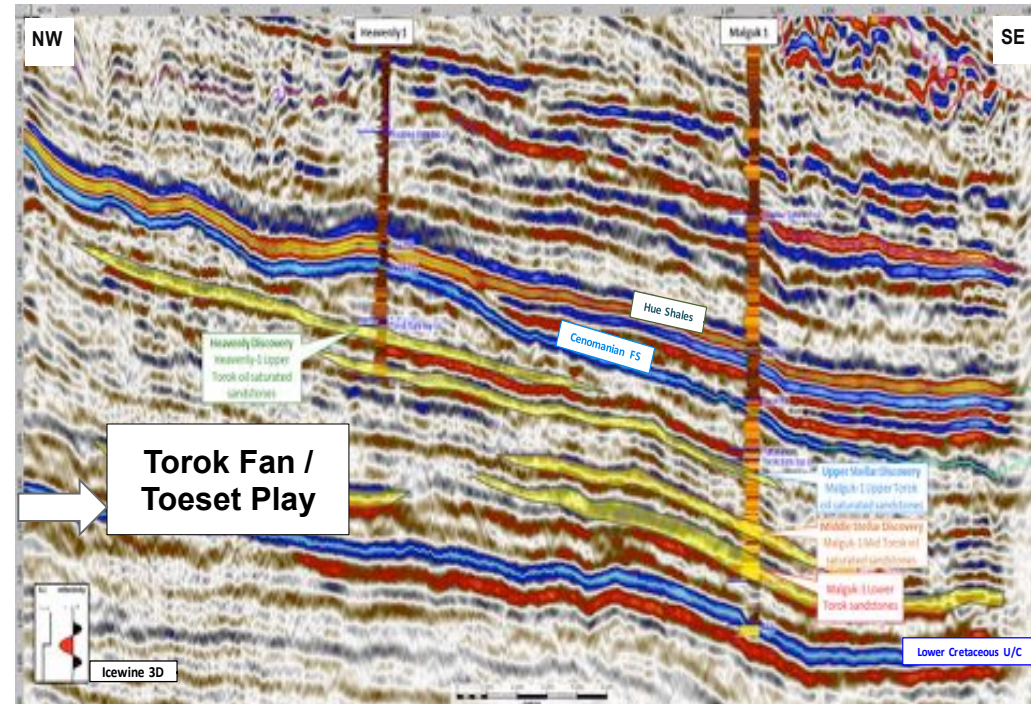 NW
Heavenly 1
Malguk 1
SE
Hue Shales
Cenomanian FS
Heavenly Discovery
Heavenly-1 Upper
Torok oil saturated
sandstones
Torok Fan /
Toeset Play
Upper Stellar Discovery
Malguk-1 Upper Torok
oil saturated sandstones
Middle Stellar Discovery
Malguk-1 Mid Torok oil
saturated sandstones
Malguk-1 Lower
Torok sandstones
Lower Cretaceous U/C
Icewine 3D